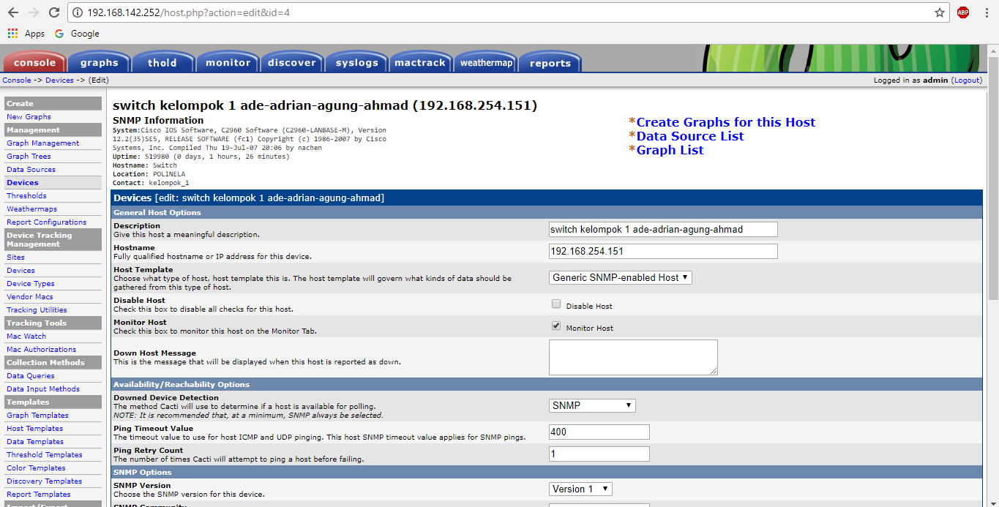 192.168.142.252/host.php?action=edit&id=4
ABP
Apps Google
console graphs thold monitor discover syslogs mactrack weathermap reports
Console -> Devices -> (Edit) Logged in as admin (Logout)
Create
New Graphs
Management
Graph Management
Graph Trees
Data Sources
Devices
Thresholds
Weathermaps
Report Configurations
Device Tracking
Management
Sites
Devices
Device Types
Vendor Macs
Tracking Utilities
Tracking Tools
Mac Watch
Mac Authorizations
Collection Methods
Data Queries
Data Input Methods
Templates
Graph Templates
Host Templates
Data Templates
Threshold Templates
Color Templates
Discovery Templates
Report Templates
Import/Export
switch kelompok 1 ade-adrian-agung-ahmad (192.168.254.151)
SNMP Information
System:Cisco IOS Software, C2960 Software (C2960-LANBASE-M), Version
12.2(35)SE5, RELEASE SOFTWARE (fc1) Copyright (c) 1986-2007 by Cisco
Systems, Inc. Compiled Thu 19-Jul-07 20:06 by nachen
Uptime: 519980 (0 days, 1 hours, 26 minutes)
Hostname: Switch
Location: POLINELA
Contact: kelompok_1
*Create Graphs for this Host
*Data Source List
*Graph List
Devices [edit: switch kelompok 1 ade-adrian-agung-ahmad]
General Host Options
Description
Give this host a meaningful description.
switch kelompok 1 ade-adrian-agung-ahmad
Hostname
Fully qualified hostname or IP address for this device.
192.168.254.151
Host Template
Choose what type of host, host template this is. The host template will govern what kinds of data should be
gathered from this type of host.
Generic SNMP-enabled Host
Disable Host
Check this box to disable all checks for this host.
Disable Host
Monitor Host
Check this box to monitor this host on the Monitor Tab.
Monitor Host
Down Host Message
This is the message that will be displayed when this host is reported as down.
Availability/Reachability Options
Downed Device Detection
The method Cacti will use to determine if a host is available for polling.
NOTE: It is recommended that, at a minimum, SNMP always be selected.
SNMP
Ping Timeout Value
The timeout value to use for host ICMP and UDP pinging. This host SNMP timeout value applies for SNMP pings.
400
Ping Retry Count
The number of times Cacti will attempt to ping a host before failing.
1
SNMP Options
SNMP Version
Choose the SNMP version for this device.
Version 1
SNMP Community